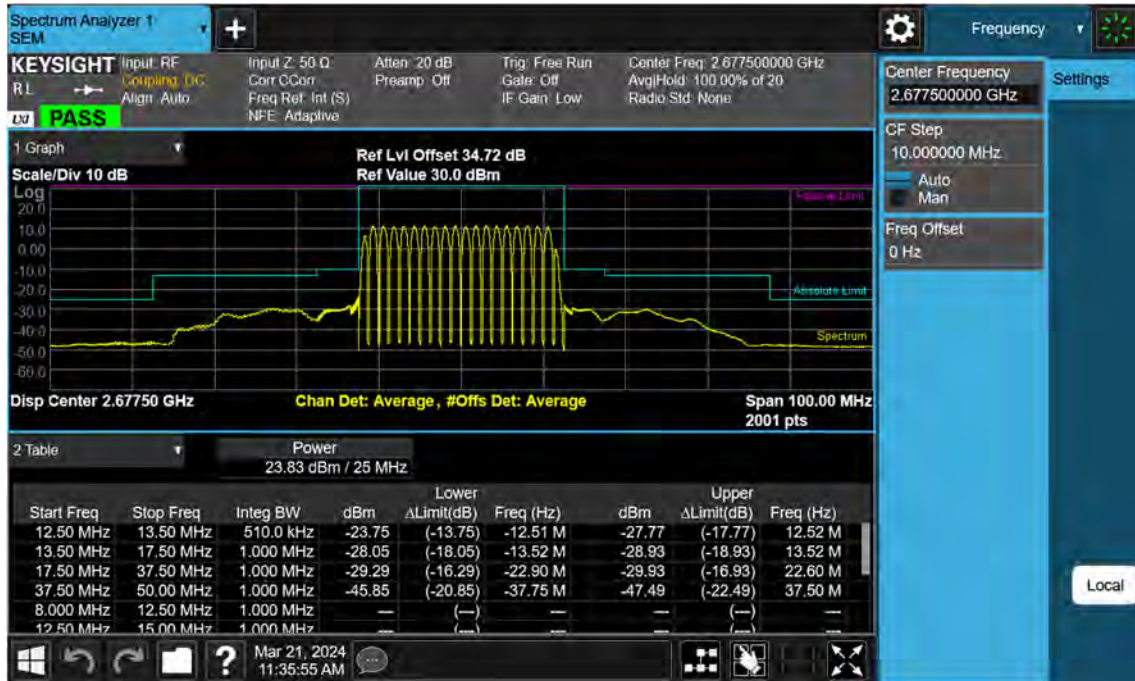 Spectrum Analyzer 1
SEM
+
Frequency
KEYSIGHT
RL
LXI
PASS
Input: RF
Coupling: DC
Align: Auto
Input Z: 50 Ω
Corr CCorr
Freq Ref: Int (S)
NFE: Adaptive
Atten: 20 dB
Preamp: Off
Trig: Free Run
Gate: Off
IF Gain: Low
Center Freq: 2.677500000 GHz
Avg|Hold: 100.00% of 20
Radio Std: None
Center Frequency
2.677500000 GHz
Settings
CF Step
10.000000 MHz
Auto
Man
Freq Offset
0 Hz
1 Graph
Scale/Div 10 dB
Ref Lvl Offset 34.72 dB
Ref Value 30.0 dBm
Log
20.0
10.0
0.00
-10.0
-20.0
-30.0
-40.0
-50.0
-60.0
Relative Limit
Absolute Limit
Spectrum
Disp Center 2.67750 GHz
Chan Det: Average , #Offs Det: Average
Span 100.00 MHz
2001 pts
2 Table
Power
23.83 dBm / 25 MHz
Lower Upper
Start Freq Stop Freq Integ BW dBm ΔLimit(dB) Freq (Hz) dBm ΔLimit(dB) Freq (Hz)
12.50 MHz 13.50 MHz 510.0 kHz -23.75 (-13.75) -12.51 M -27.77 (-17.77) 12.52 M
13.50 MHz 17.50 MHz 1.000 MHz -28.05 (-18.05) -13.52 M -28.93 (-18.93) 13.52 M
17.50 MHz 37.50 MHz 1.000 MHz -29.29 (-16.29) -22.90 M -29.93 (-16.93) 22.60 M
37.50 MHz 50.00 MHz 1.000 MHz -45.85 (-20.85) -37.75 M -47.49 (-22.49) 37.50 M
8.000 MHz 12.50 MHz 1.000 MHz --- (---) --- --- (---) ---
12.50 MHz 15.00 MHz 1.000 MHz --- (---) --- --- (---) ---
Local
?
Mar 21, 2024
11:35:55 AM